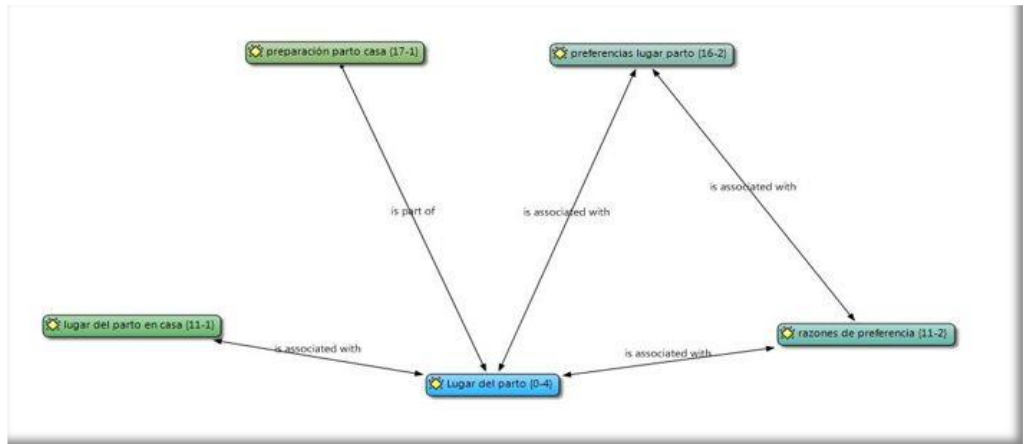 preparación parto casa {17-1}
preferencias lugar parto {16-2}
is associated with
is part of
is associated with
lugar del parto en casa {11-1}
razones de preferencia {11-2}
is associated with
is associated with
Lugar del parto {0-4}